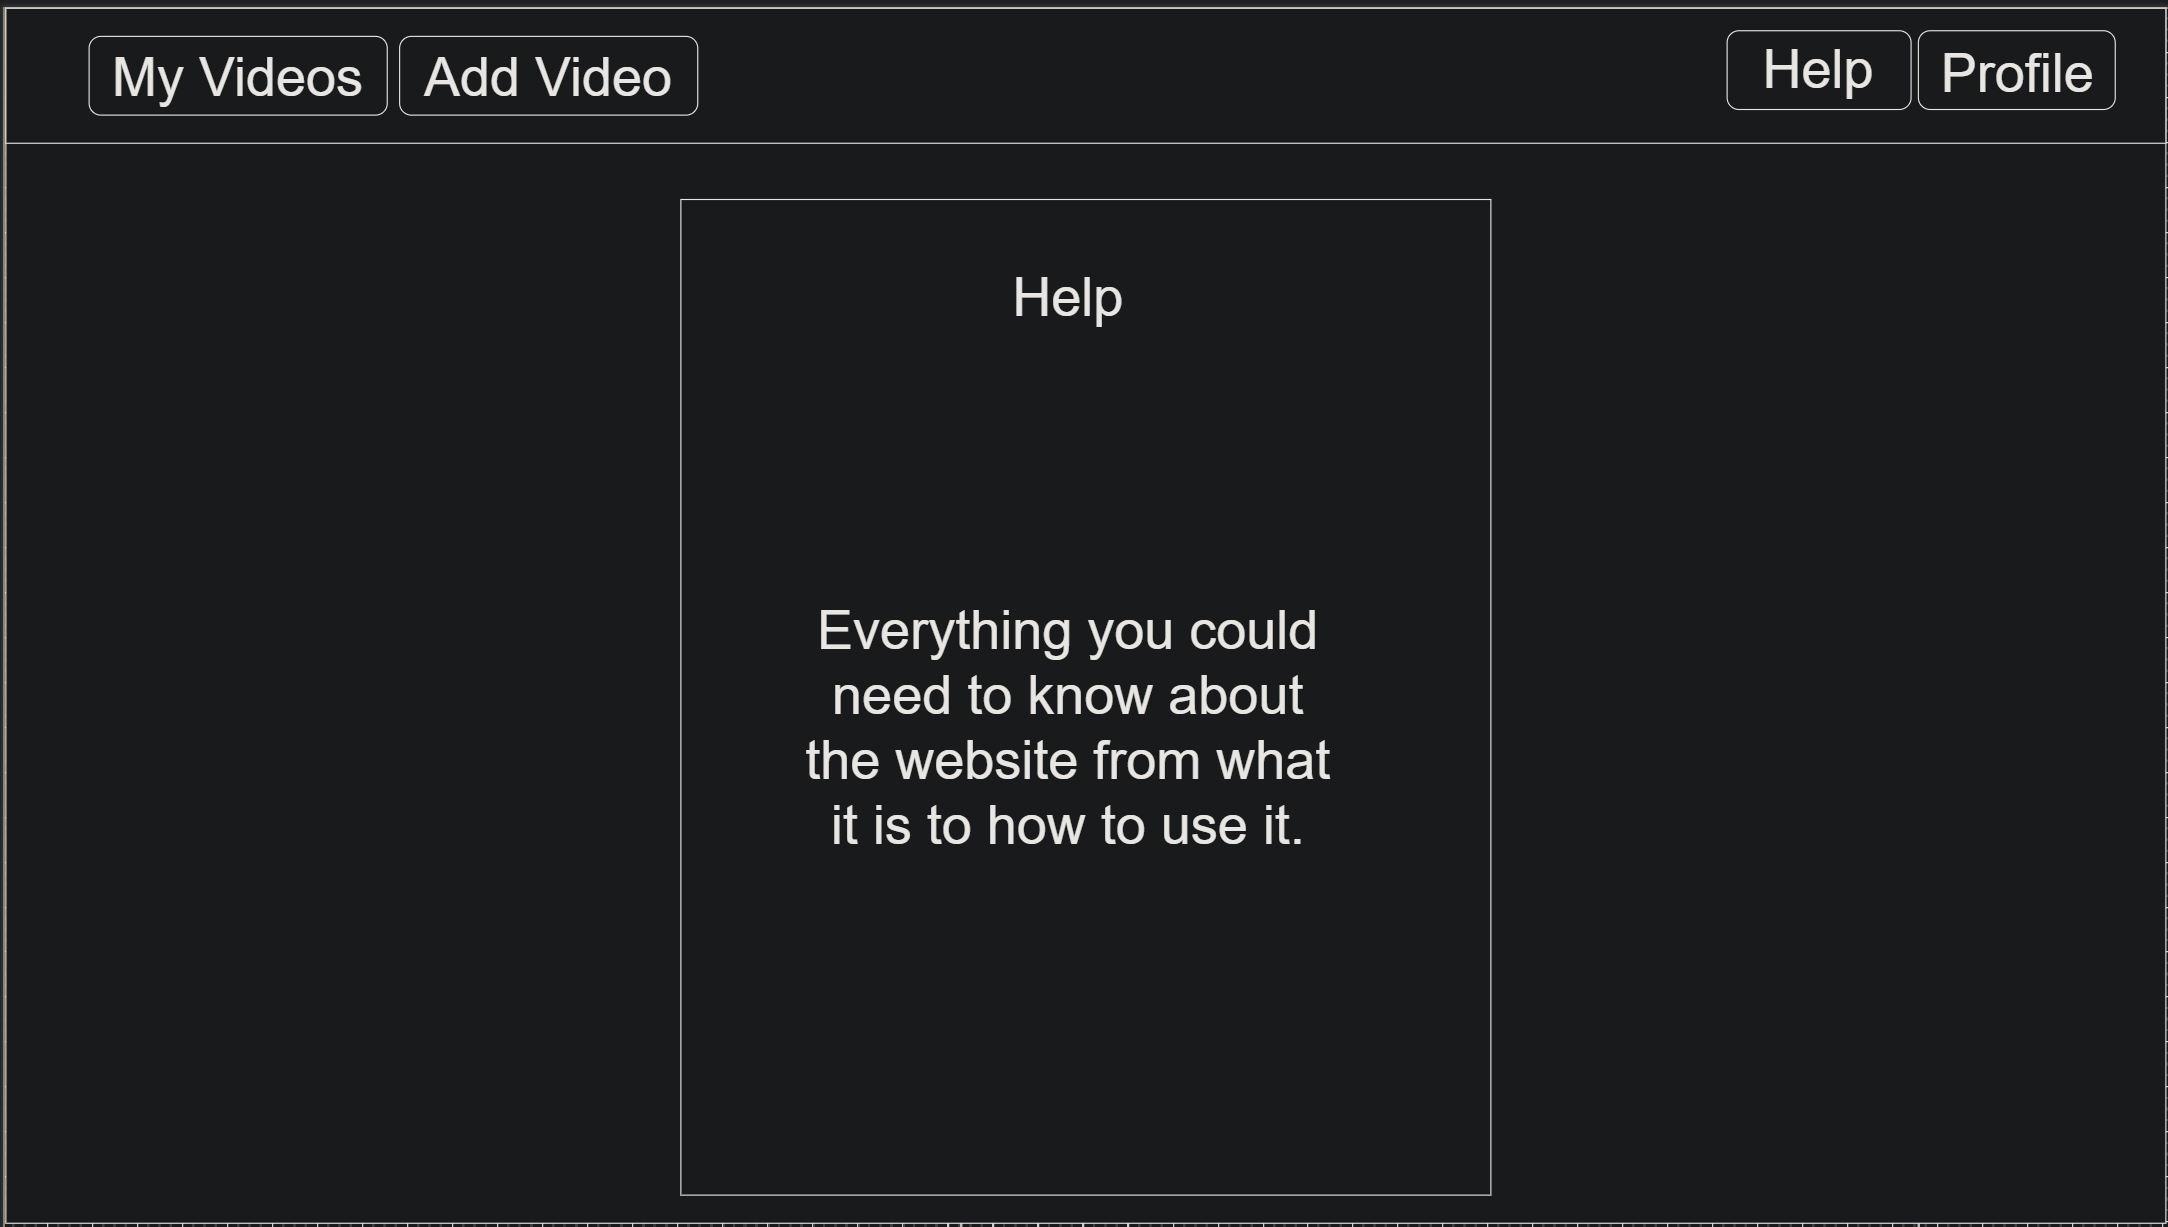 My Videos Add Video Help Profile
Help
Everything you could
need to know about
the website from what
it is to how to use it.